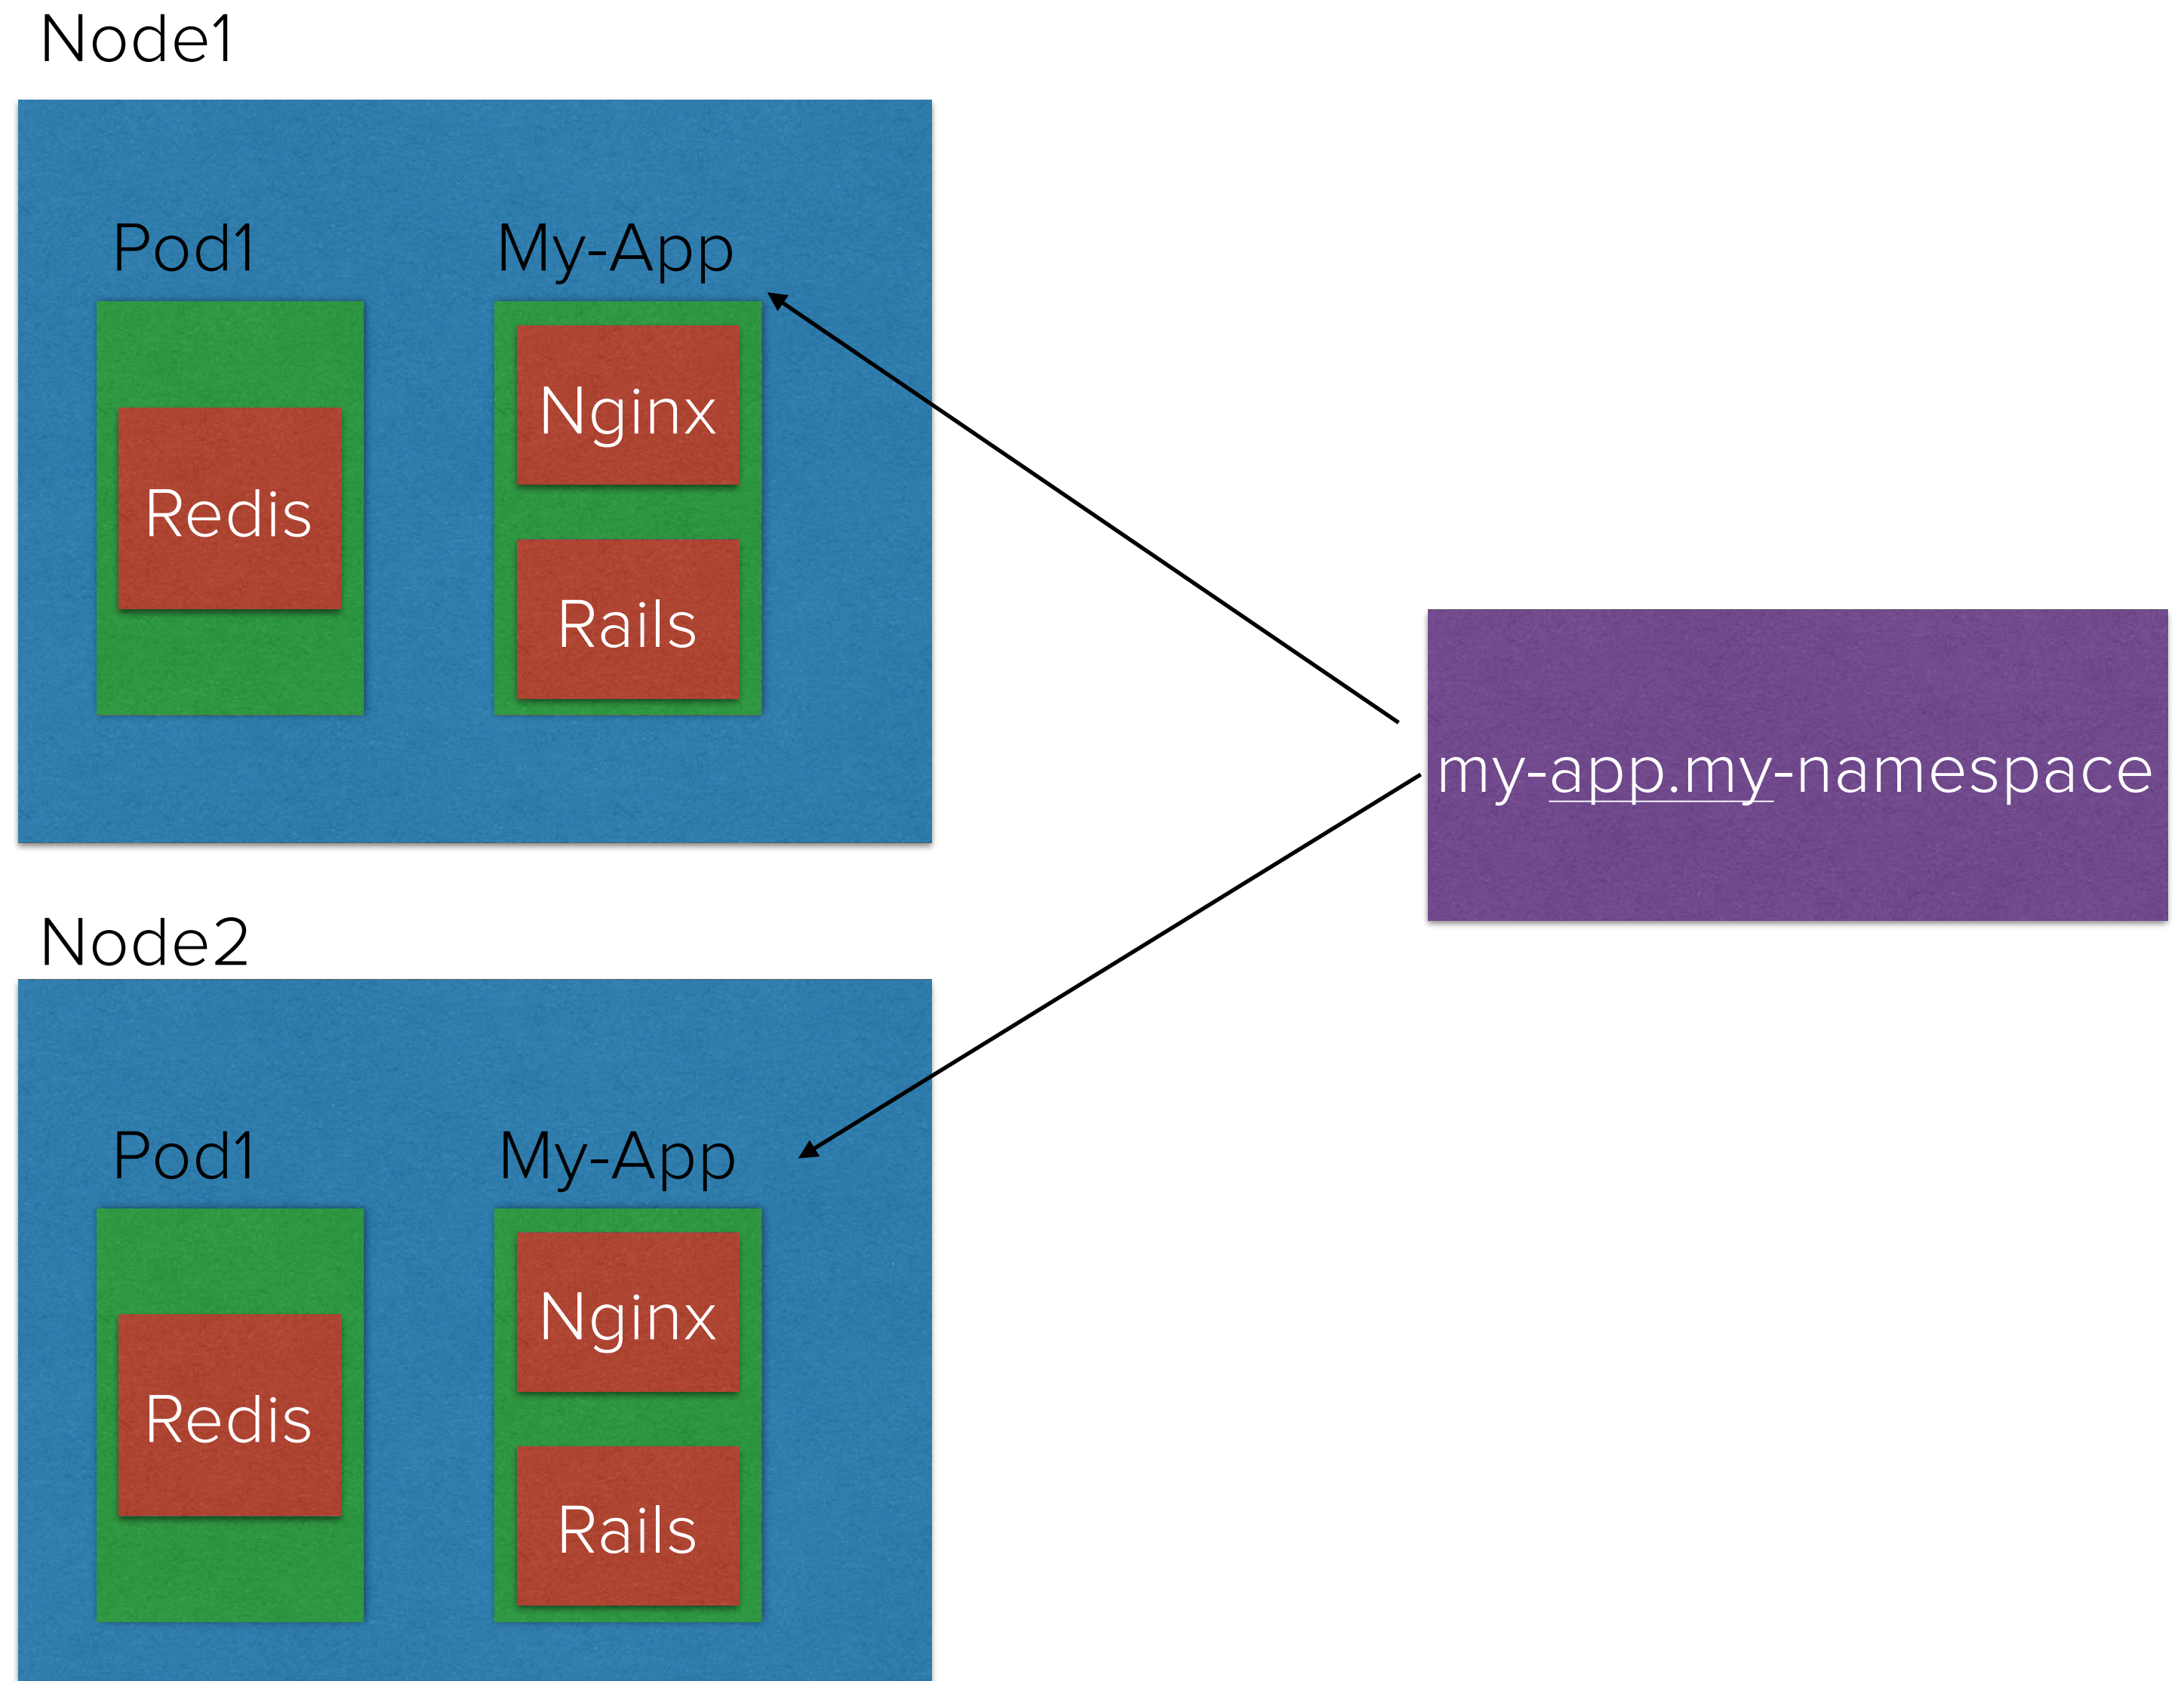 Node1
Pod1
My-App
Redis
Nginx
Rails
my-app.my-namespace
Node2
Pod1
My-App
Redis
Nginx
Rails